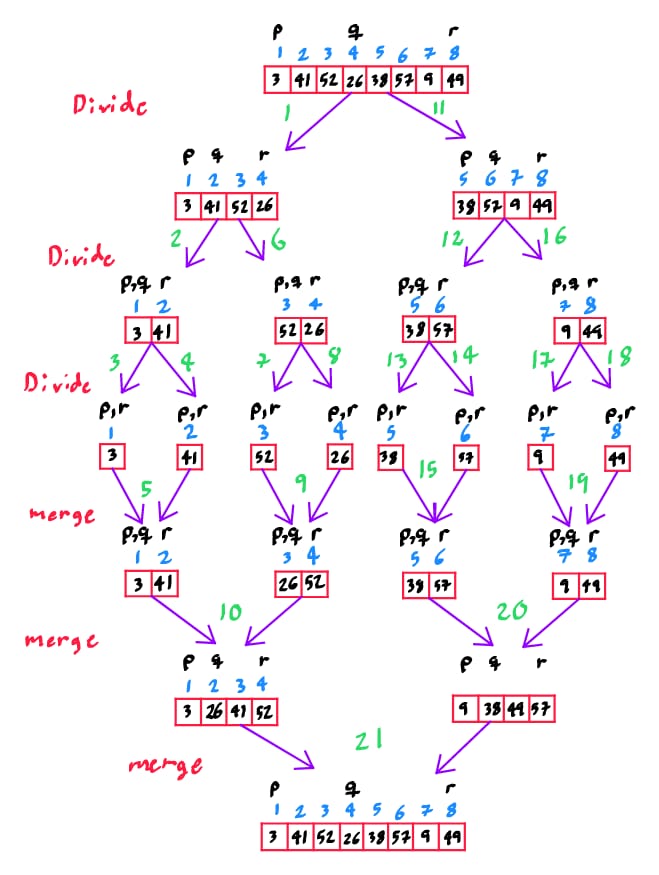 p q r
1 2 3 4 5 6 7 8
3 41 52 26 38 57 9 49
Divide 1 11
p q r p q r
1 2 3 4 5 6 7 8
3 41 52 26 38 57 9 49
Divide 2 6 12 16
p,q r p,q r p,q r p,q r
1 2 3 4 5 6 7 8
3 41 52 26 38 57 9 49
Divide 3 4 7 8 13 14 17 18
p,r p,r p,r p,r p,r p,r p,r p,r
1 2 3 4 5 6 7 8
3 41 52 26 38 57 9 49
merge 5 9 15 19
p,q r p,q r p,q r p,q r
1 2 3 4 5 6 7 8
3 41 26 52 38 57 9 49
merge 10 20
p q r p q r
1 2 3 4
3 26 41 52 9 38 49 57
merge 21
p q r
1 2 3 4 5 6 7 8
3 41 52 26 38 57 9 49